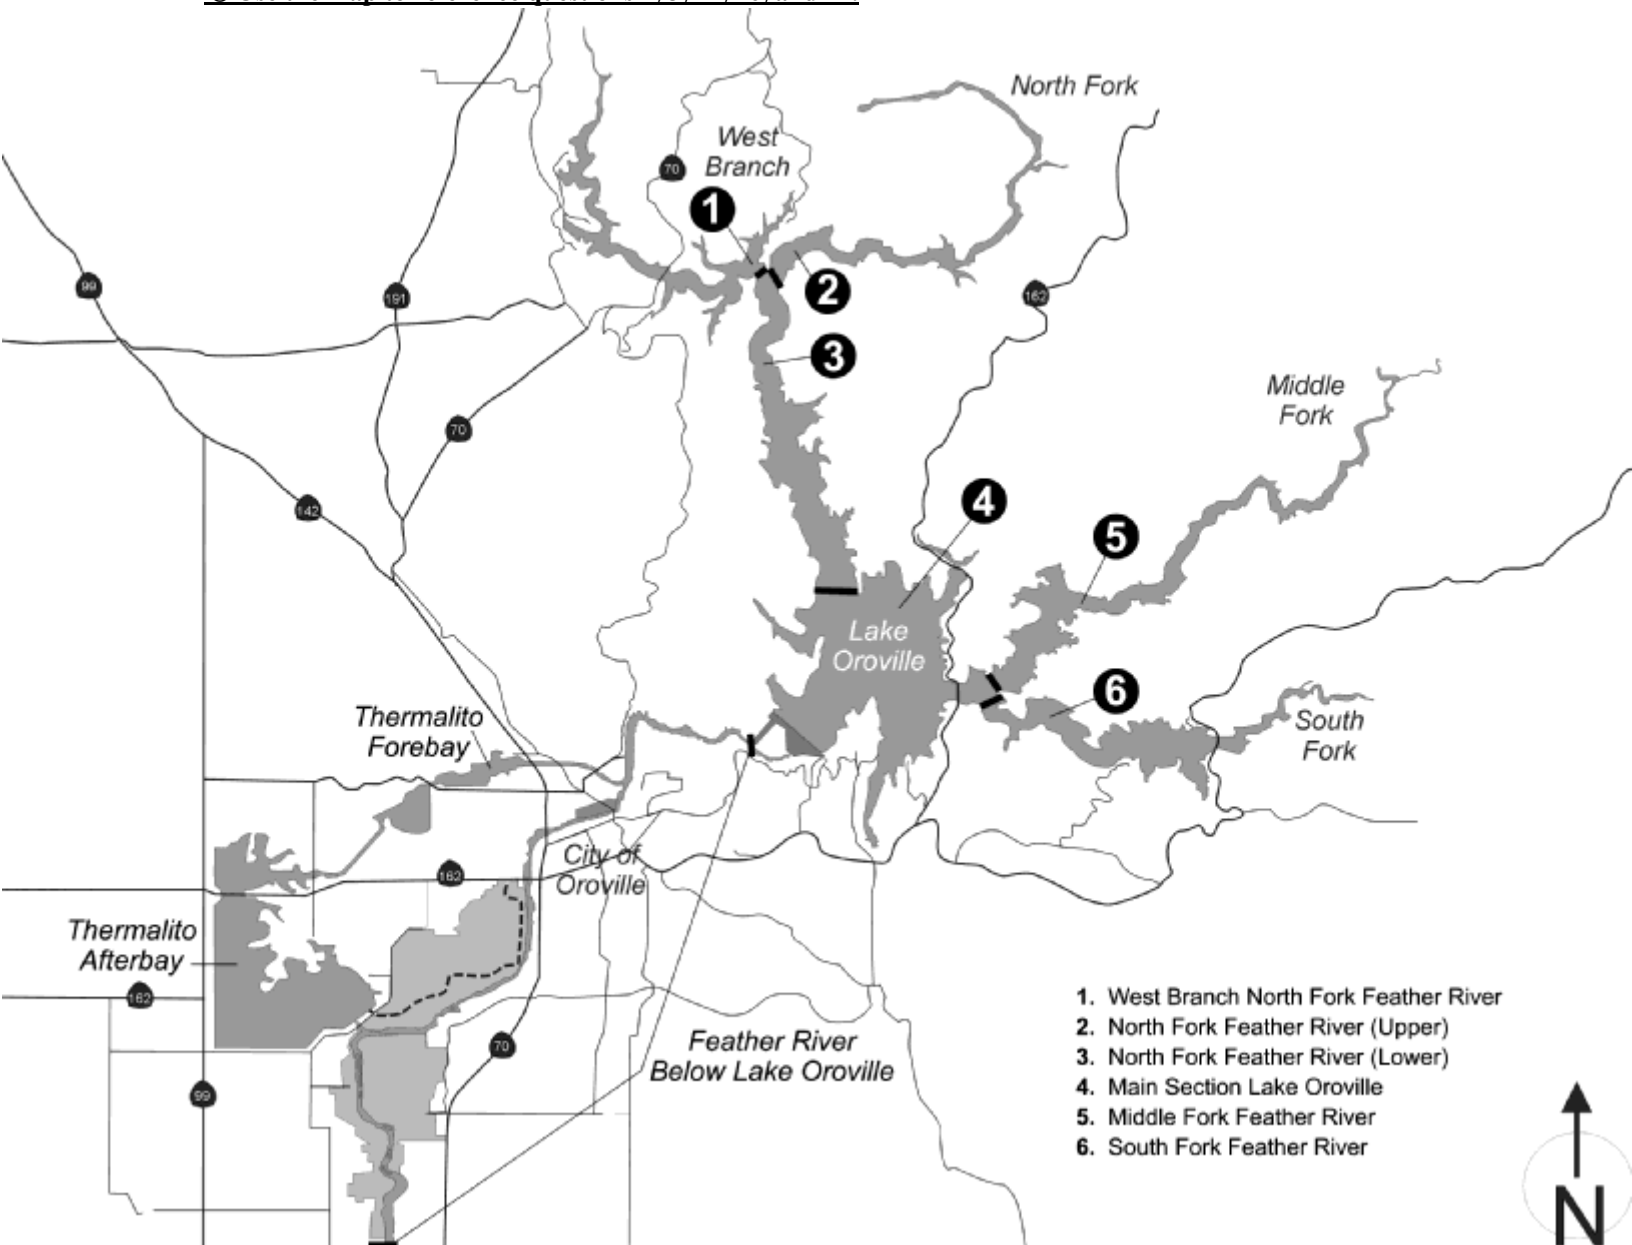 North Fork
West
Branch
70
1
99
191
2
162
3
Middle
Fork
70
142
4
5
Lake
Oroville
6
Thermalito
Forebay
South
Fork
City of
Oroville
162
Thermalito
Afterbay
162
Feather River
Below Lake Oroville
70
99
1. West Branch North Fork Feather River
2. North Fork Feather River (Upper)
3. North Fork Feather River (Lower)
4. Main Section Lake Oroville
5. Middle Fork Feather River
6. South Fork Feather River
N